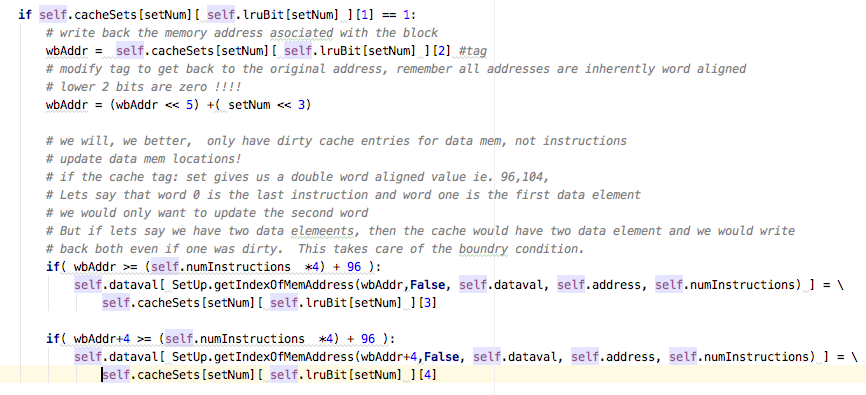 if self.cacheSets[setNum][ self.lruBit[setNum] ][1] == 1:
# write back the memory address asociated with the block
wbAddr =  self.cacheSets[setNum][ self.lruBit[setNum] ][2] #tag
# modify tag to get back to the original address, remember all addresses are inherently word aligned
# lower 2 bits are zero !!!!
wbAddr = (wbAddr << 5) +( setNum << 3)
# we will, we better,  only have dirty cache entries for data mem, not instructions
# update data mem locations!
# if the cache tag: set gives us a double word aligned value ie. 96,104,
# Lets say that word 0 is the last instruction and word one is the first data element
# we would only want to update the second word
# But if lets say we have two data elemeents, then the cache would have two data element and we would write
# back both even if one was dirty.  This takes care of the boundry condition.
if( wbAddr >= (self.numInstructions  *4) + 96 ):
self.dataval[ SetUp.getIndexOfMemAddress(wbAddr,False, self.dataval, self.address, self.numInstructions) ] = \
self.cacheSets[setNum][ self.lruBit[setNum] ][3]
if( wbAddr+4 >= (self.numInstructions  *4) + 96 ):
self.dataval[ SetUp.getIndexOfMemAddress(wbAddr+4,False, self.dataval, self.address, self.numInstructions) ] = \
self.cacheSets[setNum][ self.lruBit[setNum] ][4]